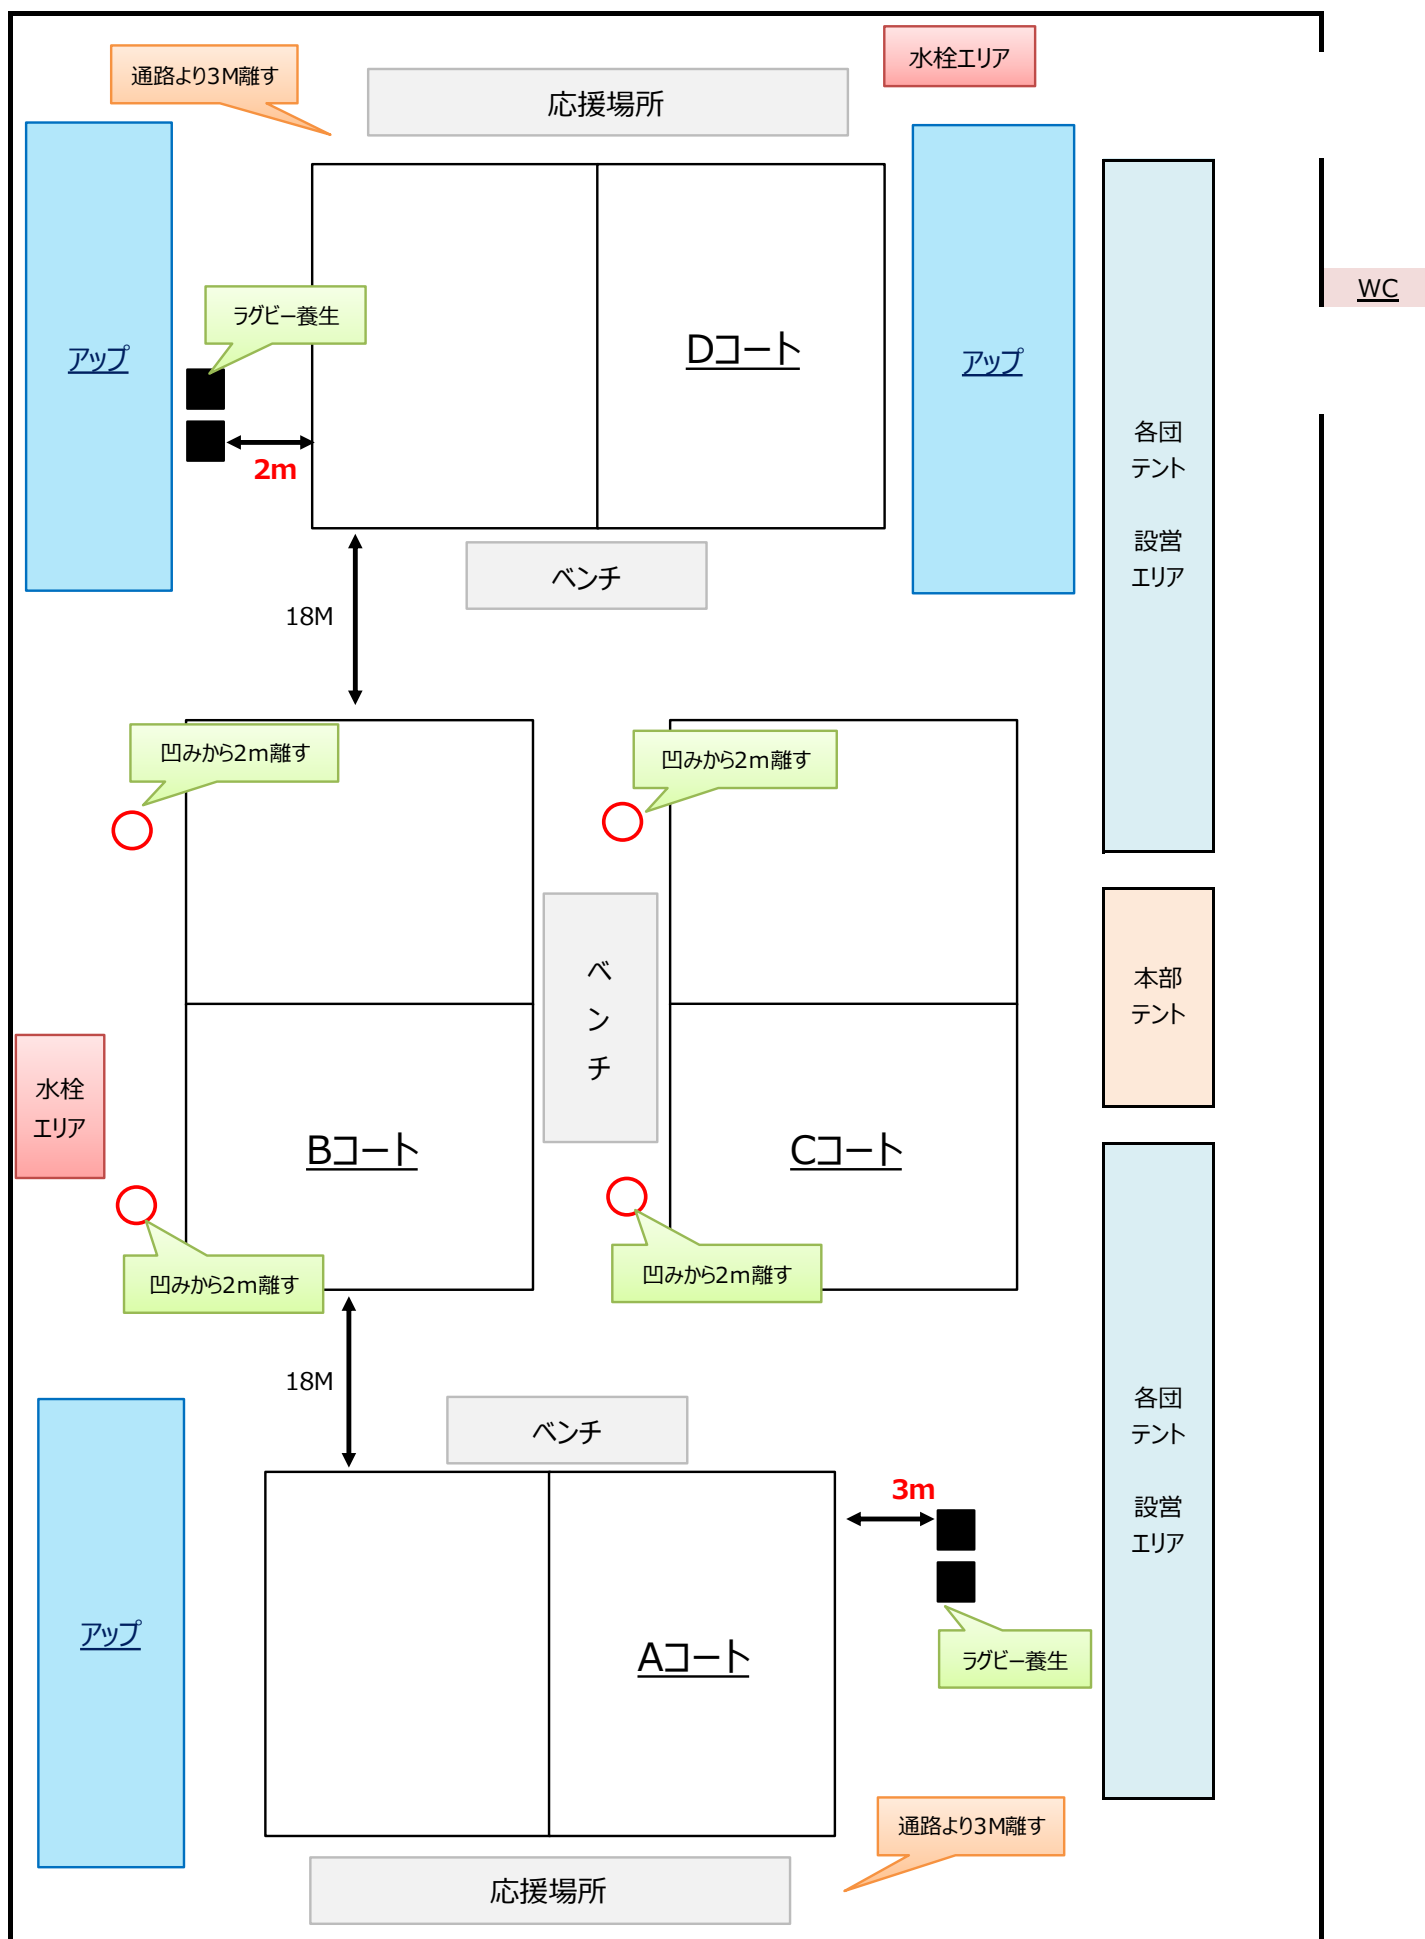 水栓エリア
通路より3M離す
応援場所
WC
ラグビー養生
アップ
Dコート
アップ
各団
テント
設営
エリア
2m
ベンチ
18M
凹みから2m離す
凹みから2m離す
ベンチ
本部
テント
水栓
エリア
Bコート
Cコート
凹みから2m離す
凹みから2m離す
18M
ベンチ
各団
テント
設営
エリア
3m
アップ
Aコート
ラグビー養生
通路より3M離す
応援場所